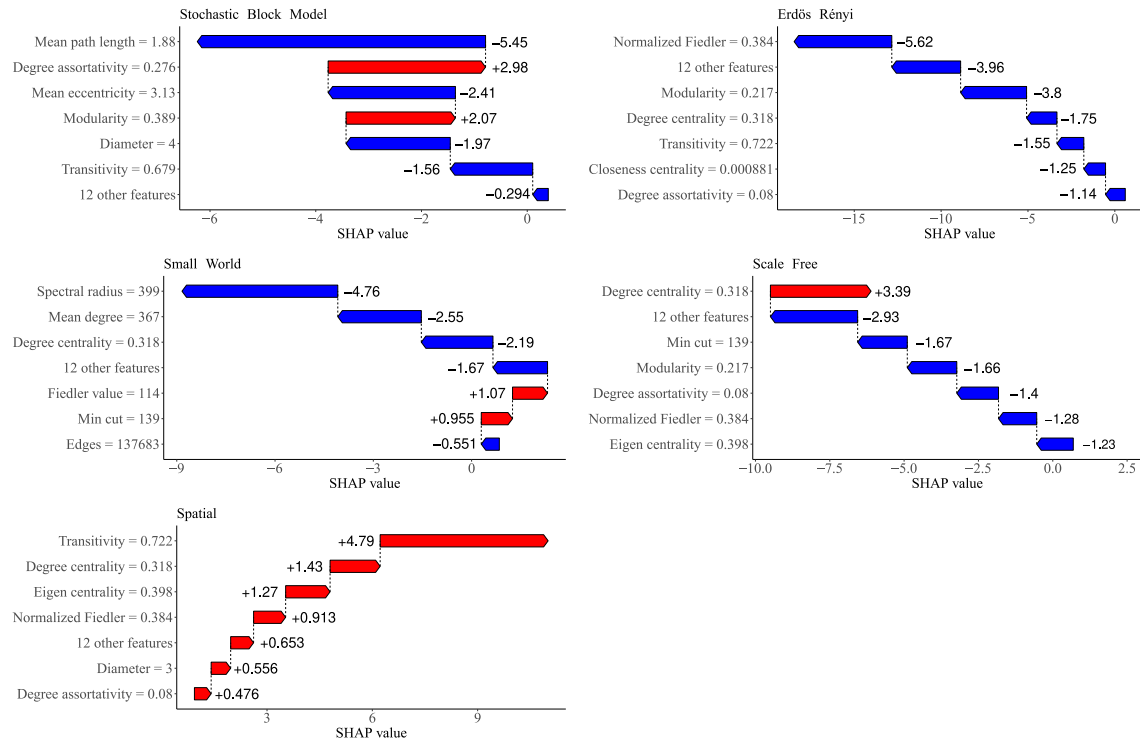 Stochastic Block Model
Mean path length = 1.88
−5.45
Degree assortativity = 0.276
+2.98
Mean eccentricity = 3.13
−2.41
Modularity = 0.389
+2.07
Diameter = 4
−1.97
Transitivity = 0.679
−1.56
12 other features
−0.294
−6 −4 −2 0
SHAP value
Erdös Rényi
Normalized Fiedler = 0.384
−5.62
12 other features
−3.96
Modularity = 0.217
−3.8
Degree centrality = 0.318
−1.75
Transitivity = 0.722
−1.55
Closeness centrality = 0.000881
−1.25
Degree assortativity = 0.08
−1.14
−15 −10 −5 0
SHAP value
Small World
Spectral radius = 399
−4.76
Mean degree = 367
−2.55
Degree centrality = 0.318
−2.19
12 other features
−1.67
Fiedler value = 114
+1.07
Min cut = 139
+0.955
Edges = 137683
−0.551
−9 −6 −3 0
SHAP value
Scale Free
Degree centrality = 0.318
+3.39
12 other features
−2.93
Min cut = 139
−1.67
Modularity = 0.217
−1.66
Degree assortativity = 0.08
−1.4
Normalized Fiedler = 0.384
−1.28
Eigen centrality = 0.398
−1.23
−10.0 −7.5 −5.0 −2.5 0.0 2.5
SHAP value
Spatial
Transitivity = 0.722
+4.79
Degree centrality = 0.318
+1.43
Eigen centrality = 0.398
+1.27
Normalized Fiedler = 0.384
+0.913
12 other features
+0.653
Diameter = 3
+0.556
Degree assortativity = 0.08
+0.476
3 6 9
SHAP value